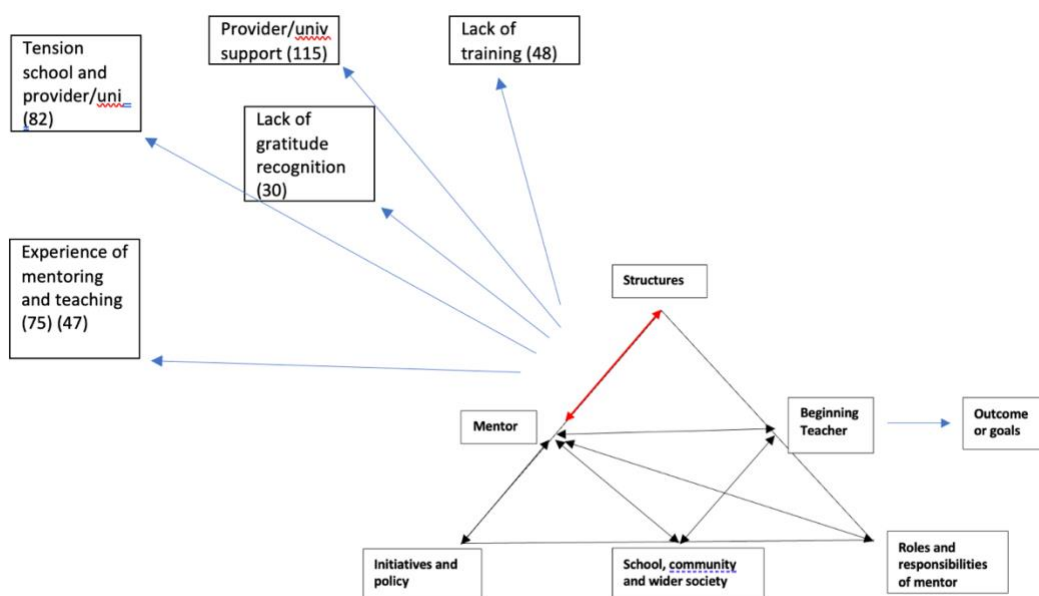 Tension
school and
provider/uni
(82)
Provider/univ
support (115)
Lack of
training (48)
Lack of
gratitude
recognition
(30)
Experience of
mentoring
and teaching
(75) (47)
Structures
Mentor
Beginning
Teacher
Outcome
or goals
Initiatives and
policy
School, community
and wider society
Roles and
responsibilities
of mentor